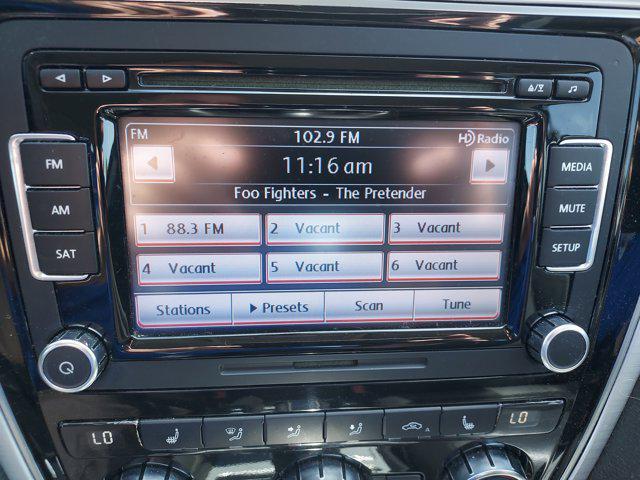 FM 102.9 FM HD Radio
11:16 am
Foo Fighters - The Pretender
1 88.3 FM 2 Vacant 3 Vacant
4 Vacant 5 Vacant 6 Vacant
Stations Presets Scan Tune
FM
AM
SAT
MEDIA
MUTE
SETUP
LO LO
A